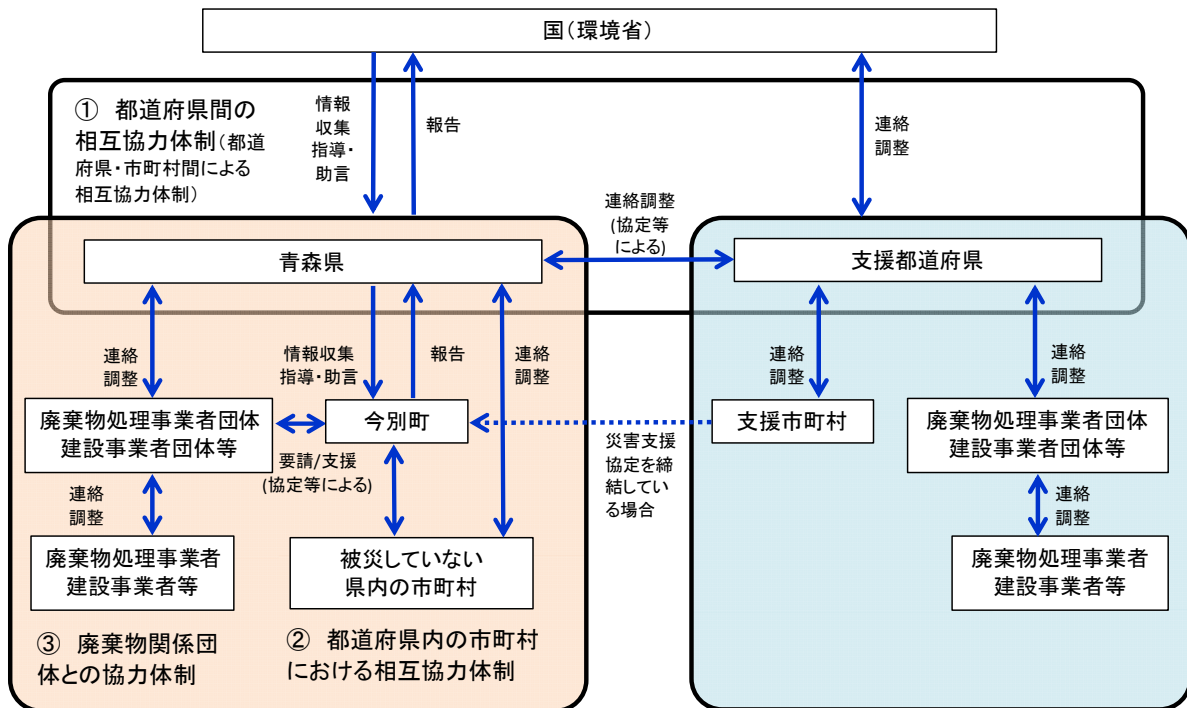 国(環境省)
① 都道府県間の
相互協力体制(都道
府県・市町村間による
相互協力体制)
情報
収集
指導・
助言
報告
連絡
調整
連絡調整
(協定等
による)
青森県
支援都道府県
連絡
調整
情報収集
指導・助言
報告
連絡
調整
連絡
調整
連絡
調整
廃棄物処理事業者団体
建設事業者団体等
今別町
支援市町村
廃棄物処理事業者団体
建設事業者団体等
要請/支援
(協定等による)
災害支援
協定を締
結してい
る場合
連絡
調整
連絡
調整
廃棄物処理事業者
建設事業者等
被災していない
県内の市町村
廃棄物処理事業者
建設事業者等
③ 廃棄物関係団
体との協力体制
② 都道府県内の市町村
における相互協力体制